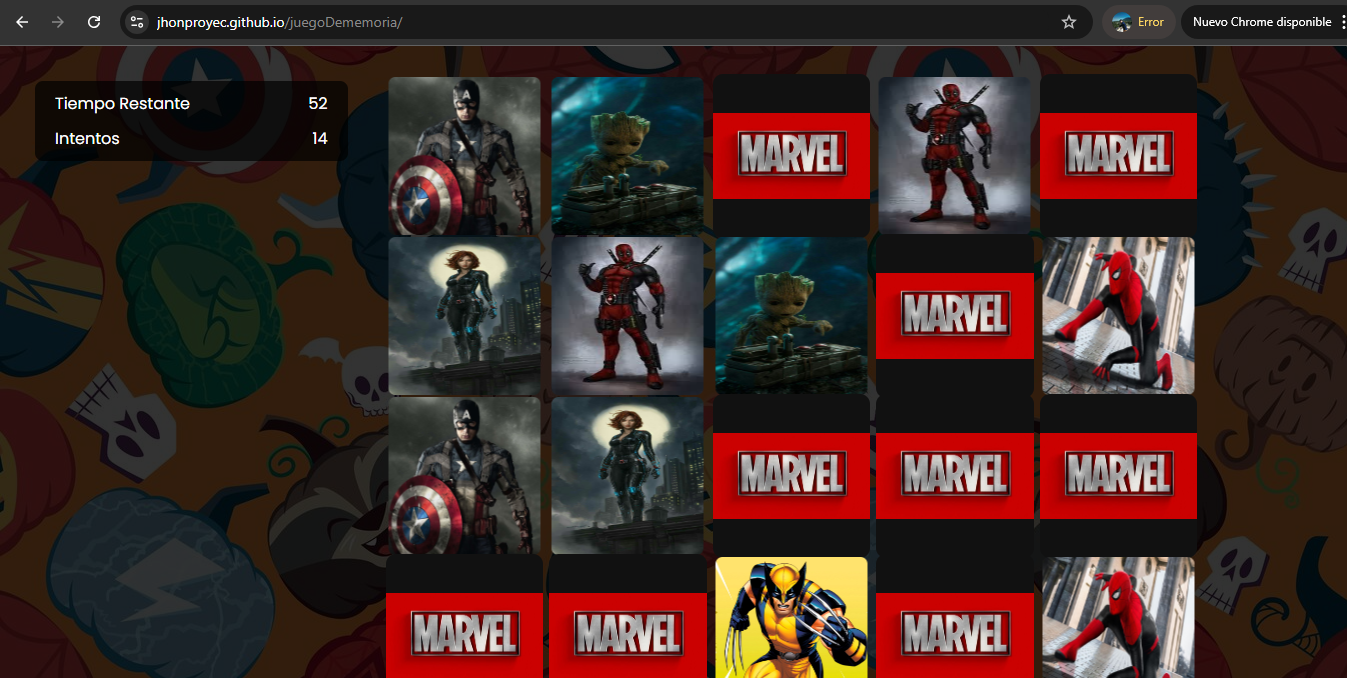 jhonproyec.github.io/juegoDememoria/
Error
Nuevo Chrome disponible
Tiempo Restante 52
Intentos 14
MARVEL MARVEL
MARVEL
MARVEL MARVEL MARVEL
MARVEL MARVEL MARVEL